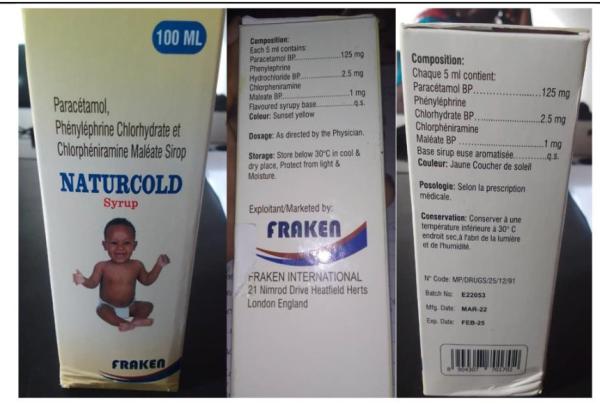 100 ML
Paracétamol,
Phényléphrine Chlorhydrate et
Chlorphéniramine Maléate Sirop
NATURCOLD
Syrup
FRAKEN
Composition:
Each 5 ml contains:
Paracetamol BP..................125 mg
Phenylephrine
Hydrochloride BP................2.5 mg
Chlorpheniramine
Maleate BP.........................1 mg
Flavoured syrupy base............q.s.
Colour: Sunset yellow
Dosage: As directed by the Physician.
Storage: Store below 30°C in cool &
dry place, Protect from light &
Moisture.
Exploitant/Marketed by:
FRAKEN
FRAKEN INTERNATIONAL
21 Nimrod Drive Heatfield Herts
London England
Composition:
Chaque 5 ml contient:
Paracétamol BP....................125 mg
Phényléphrine
Chlorhydrate BP....................2.5 mg
Chlorphéniramine
Maléate BP...........................1 mg
Base sirup euse aromatisée.........q.s.
Couleur: Jaune Coucher de soleil
Posologie: Selon la prescription
médicale.
Conservation: Conserver à une
température inférieure à 30° C
endroit sec,à l'abri de la lumière
et de l'humidité.
N° Code: MP/DRUGS/25/12/91
Batch No: E22053
Mfg. Date: MAR-22
Exp. Date: FEB-25